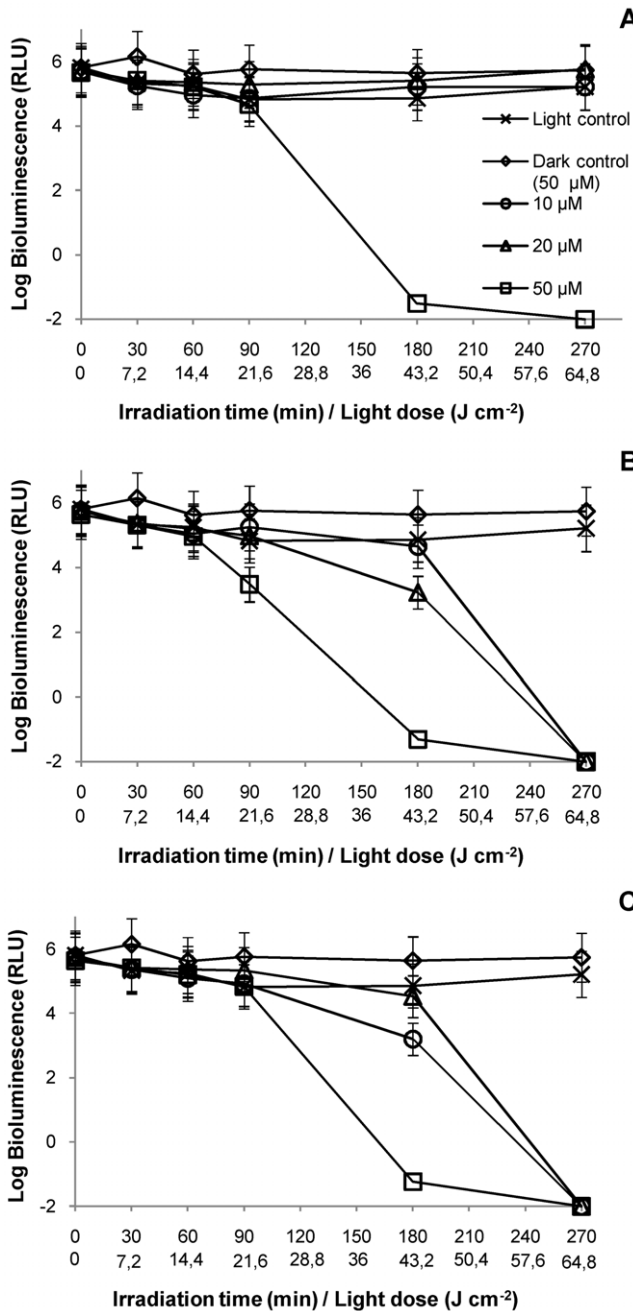 A
Log Bioluminescence (RLU)
6
4
2
0
-2
Light control
Dark control
(50 µM)
10 µM
20 µM
50 µM
0 30 60 90 120 150 180 210 240 270
0 7,2 14,4 21,6 28,8 36 43,2 50,4 57,6 64,8
Irradiation time (min) / Light dose (J cm⁻²)
B
Log Bioluminescence (RLU)
6
4
2
0
-2
0 30 60 90 120 150 180 210 240 270
0 7,2 14,4 21,6 28,8 36 43,2 50,4 57,6 64,8
Irradiation time (min) / Light dose (J cm⁻²)
C
Log Bioluminescence (RLU)
6
4
2
0
-2
0 30 60 90 120 150 180 210 240 270
0 7,2 14,4 21,6 28,8 36 43,2 50,4 57,6 64,8
Irradiation time (min) / Light dose (J cm⁻²)